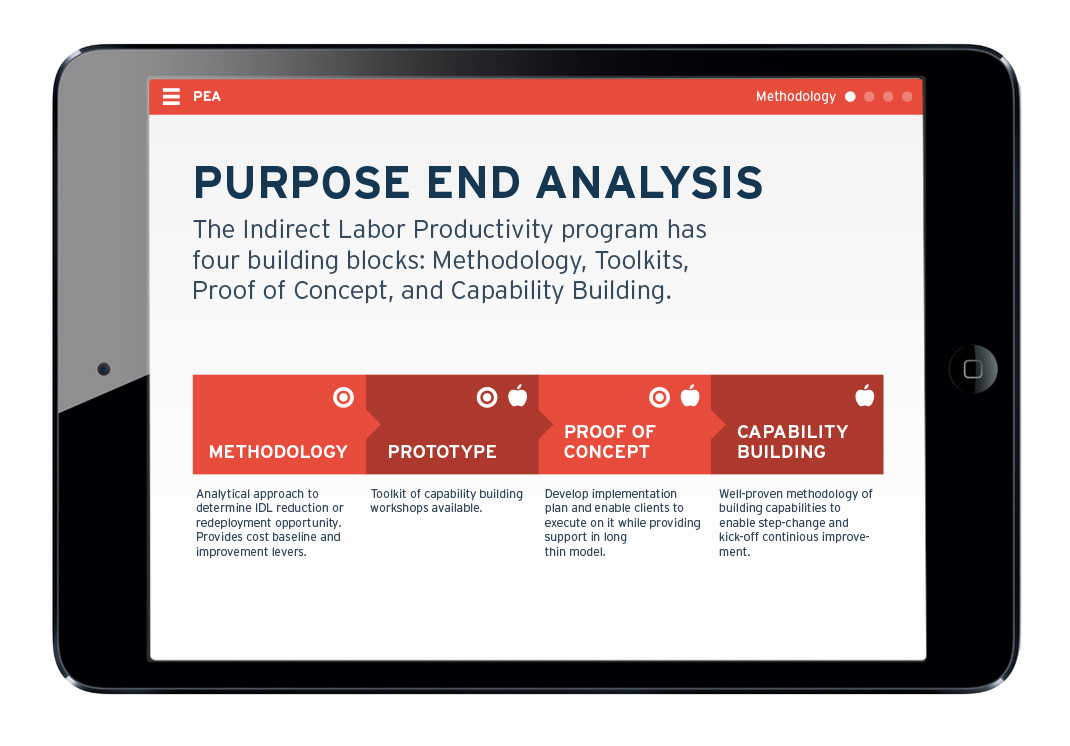 PEA
Methodology
PURPOSE END ANALYSIS
The Indirect Labor Productivity program has
four building blocks: Methodology, Toolkits,
Proof of Concept, and Capability Building.
METHODOLOGY
PROTOTYPE
PROOF OF
CONCEPT
CAPABILITY
BUILDING
Analytical approach to
determine IDL reduction or
redeployment opportunity.
Provides cost baseline and
improvement levers.
Toolkit of capability building
workshops available.
Develop implementation
plan and enable clients to
execute on it while providing
support in long
thin model.
Well-proven methodology of
building capabilities to
enable step-change and
kick-off continious improve-
ment.